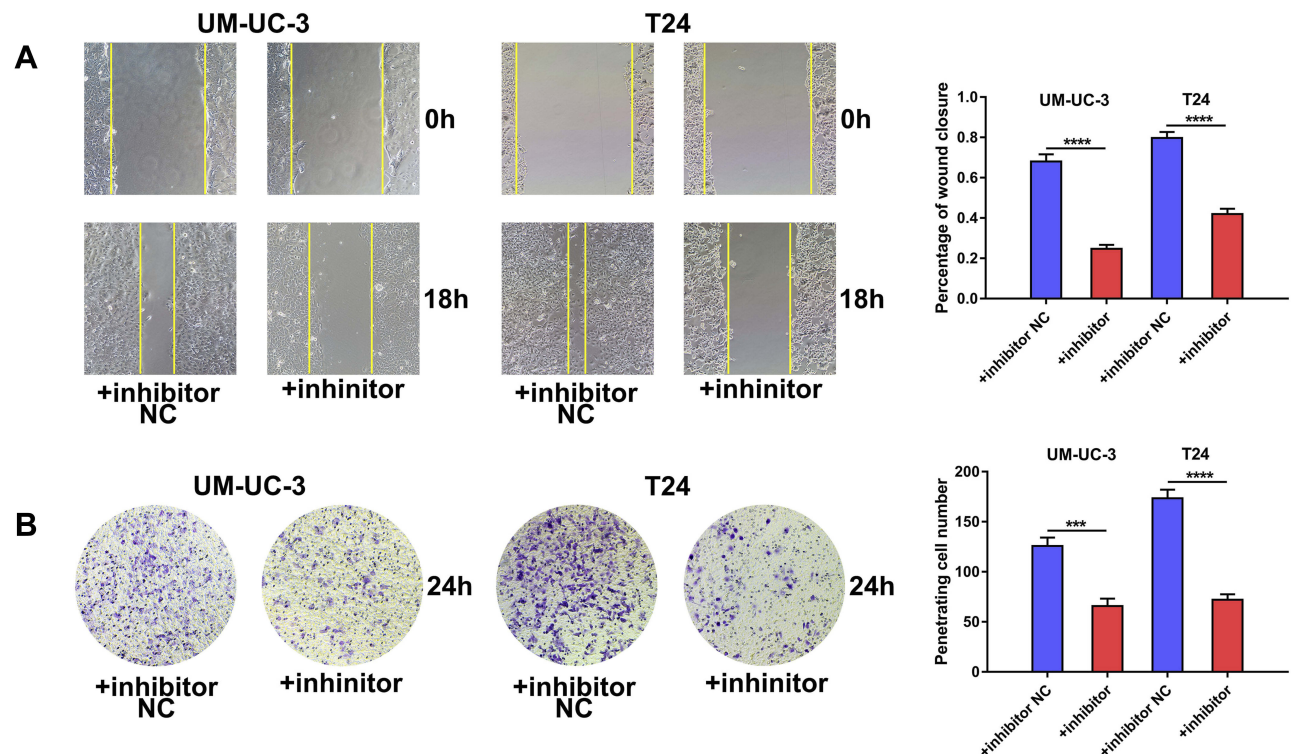 A
UM-UC-3
T24
0h
0h
18h
18h
+inhibitor
NC
+inhinitor
+inhibitor
NC
+inhinitor
Percentage of wound closure
1.0
0.8
0.6
0.4
0.2
0.0
UM-UC-3
T24
****
****
+inhibitor NC
+inhibitor
+inhibitor NC
+inhibitor
B
UM-UC-3
T24
24h
24h
+inhibitor
NC
+inhinitor
+inhibitor
NC
+inhinitor
Penetrating cell number
200
150
100
50
0
UM-UC-3
T24
***
****
+inhibitor NC
+inhibitor
+inhibitor NC
+inhibitor